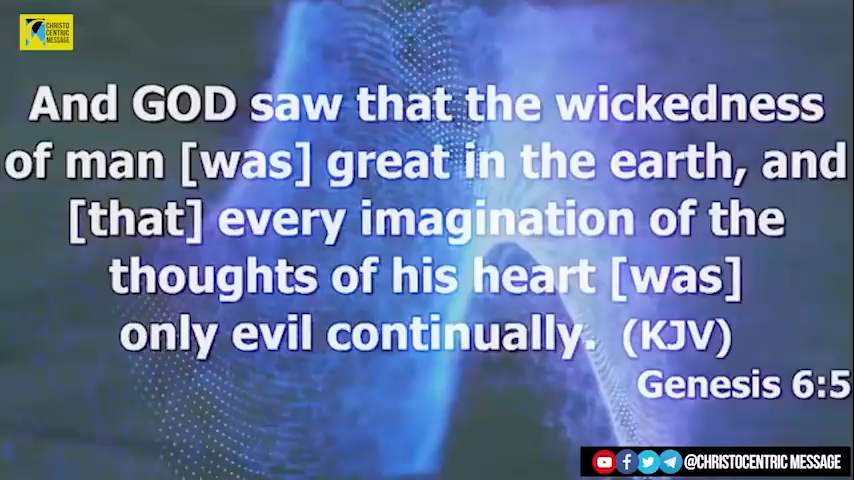 CHRISTO
CENTRIC
MESSAGE
And GOD saw that the wickedness
of man [was] great in the earth, and
[that] every imagination of the
thoughts of his heart [was]
only evil continually. (KJV)
Genesis 6:5
@CHRISTOCENTRIC MESSAGE